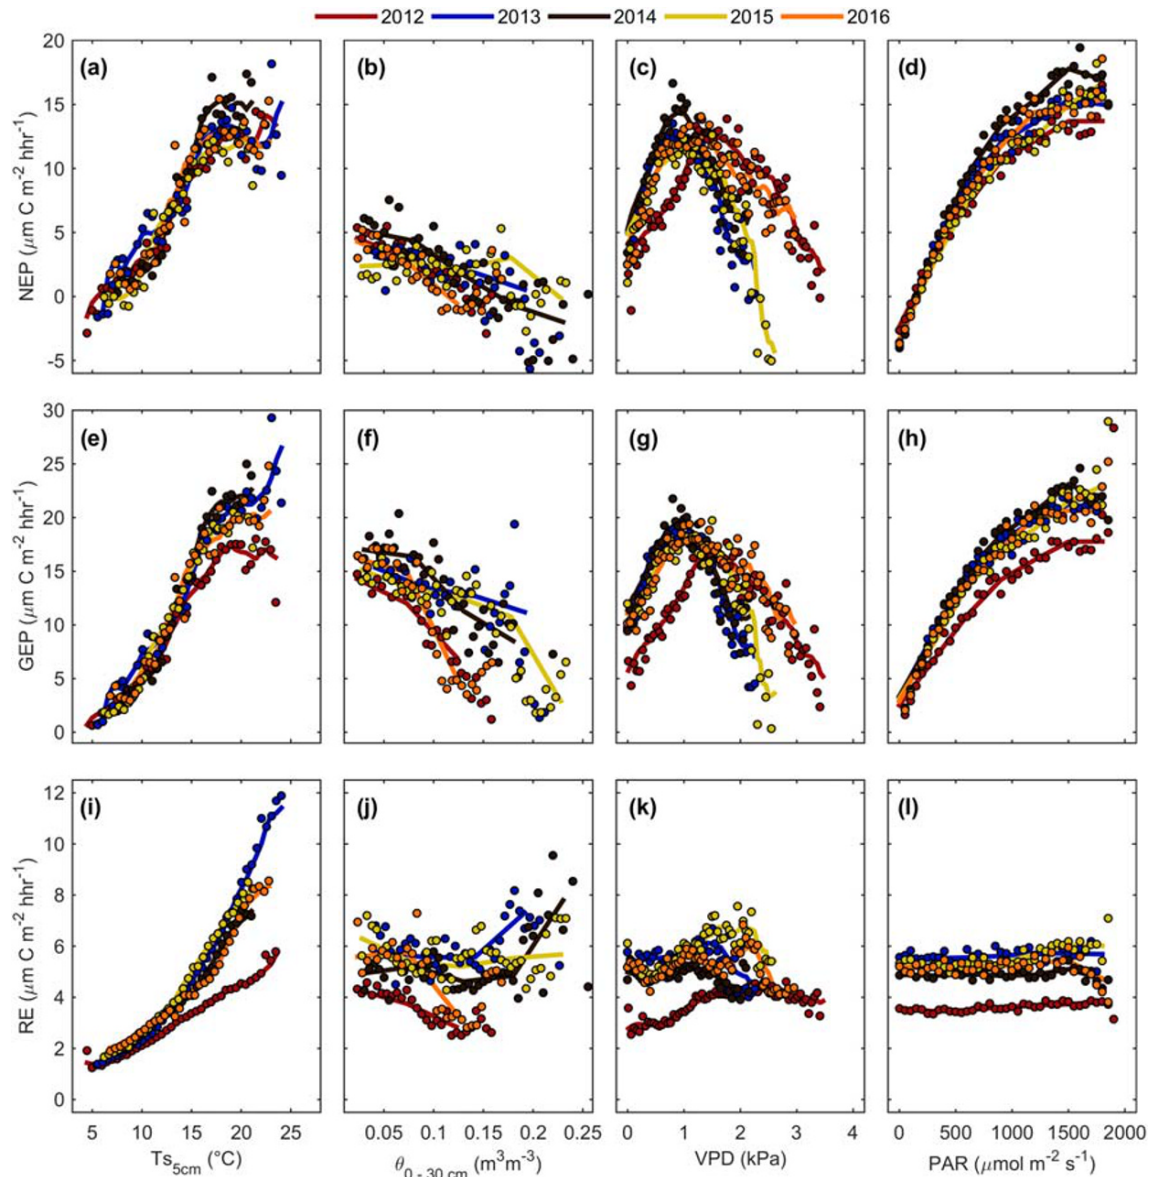 2012 2013 2014 2015 2016
20
15
10
5
0
-5
NEP (μm C m-2 hhr-1)
(a) (b) (c) (d)
30
25
20
15
10
5
0
GEP (μm C m-2 hhr-1)
(e) (f) (g) (h)
12
10
8
6
4
2
0
RE (μm C m-2 hhr-1)
(i) (j) (k) (l)
5 10 15 20 25 0.05 0.1 0.15 0.2 0.25 0 1 2 3 4 0 500 1000 1500 2000
Ts5cm (°C) θ0 - 30 cm (m3m-3) VPD (kPa) PAR (μmol m-2 s-1)